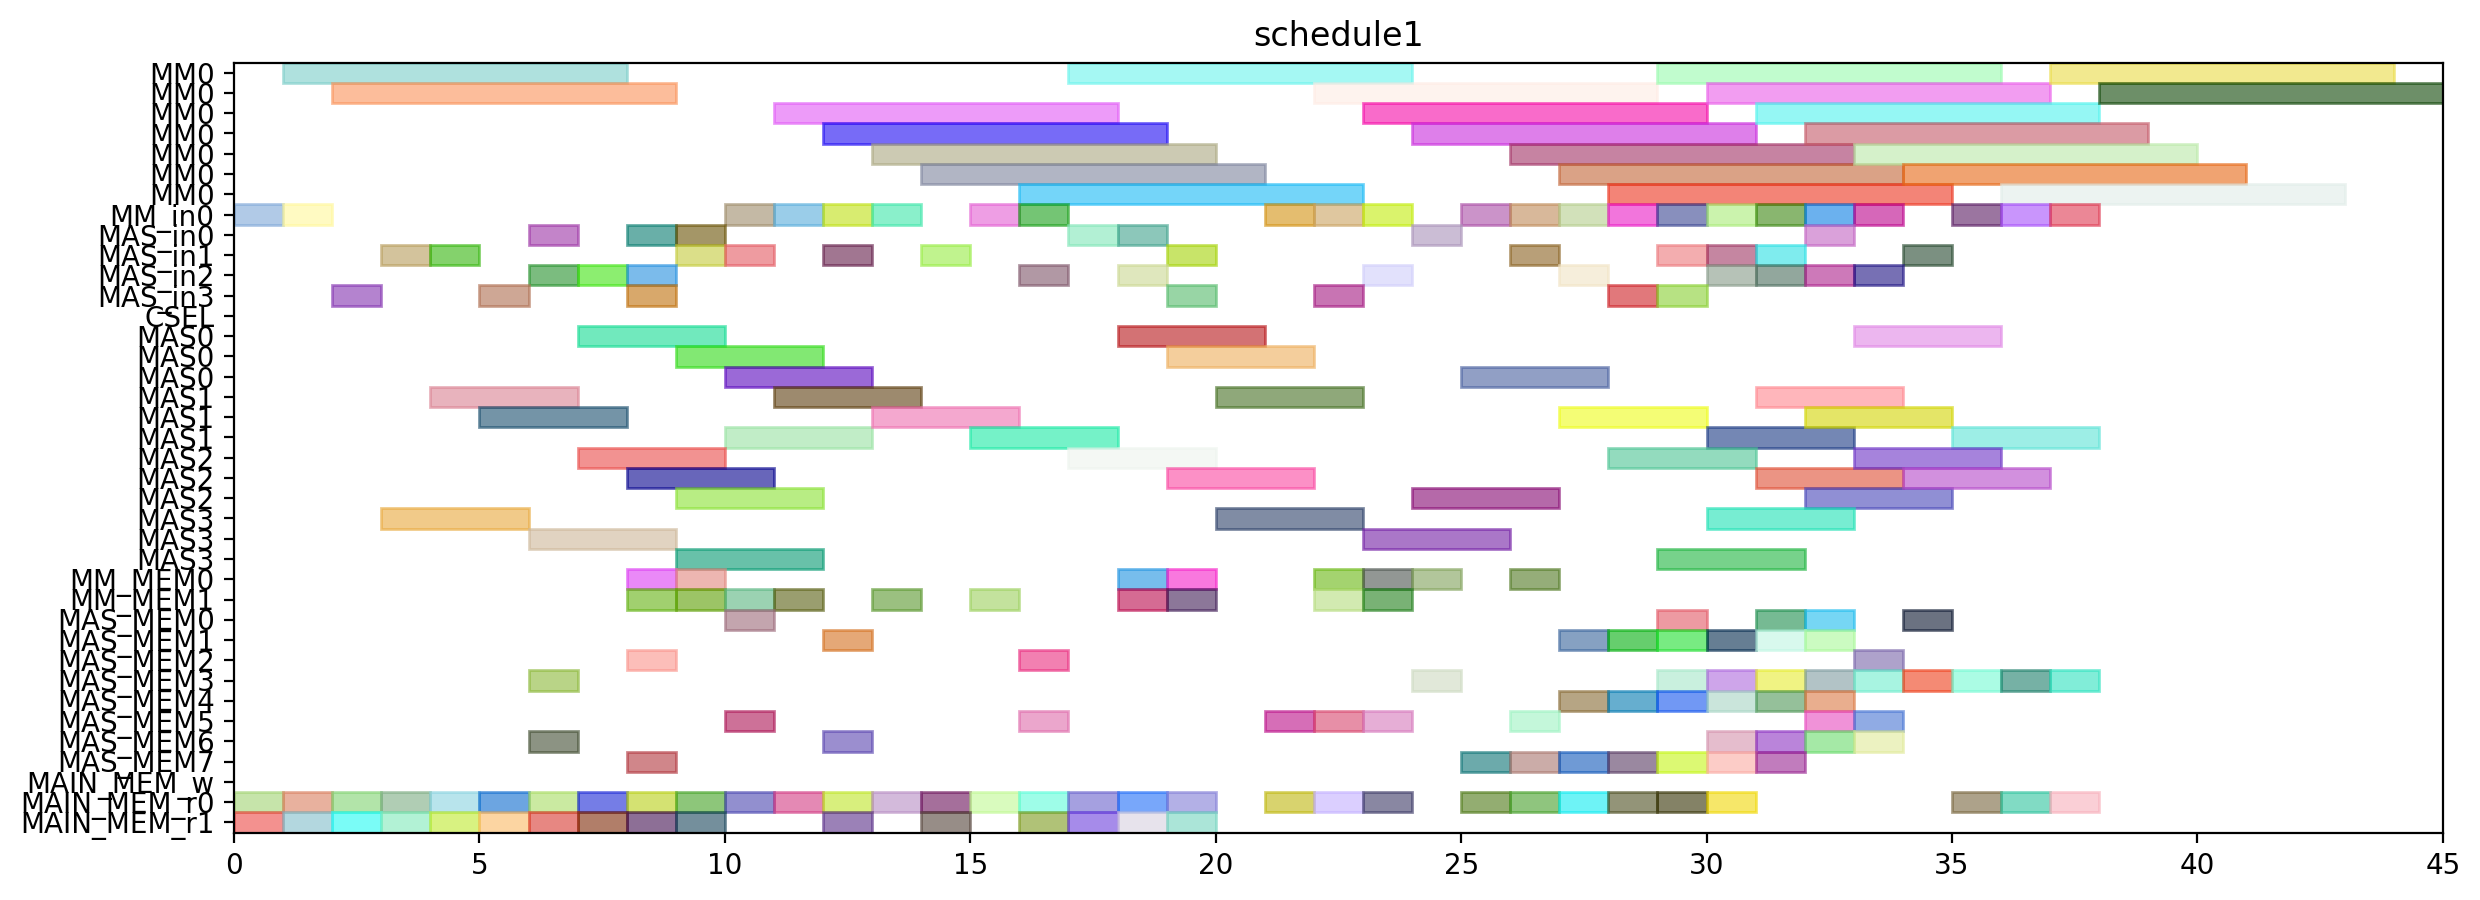 schedule1
MM0
MM0
MM0
MM0
MM0
MM0
MM0
MM_in0
MAS_in0
MAS_in1
MAS_in2
MAS_in3
CSEL
MAS0
MAS0
MAS0
MAS1
MAS1
MAS1
MAS2
MAS2
MAS2
MAS3
MAS3
MAS3
MM_MEM0
MM_MEM1
MAS_MEM0
MAS_MEM1
MAS_MEM2
MAS_MEM3
MAS_MEM4
MAS_MEM5
MAS_MEM6
MAS_MEM7
MAIN_MEM_w
MAIN_MEM_r0
MAIN_MEM_r1
0 5 10 15 20 25 30 35 40 45